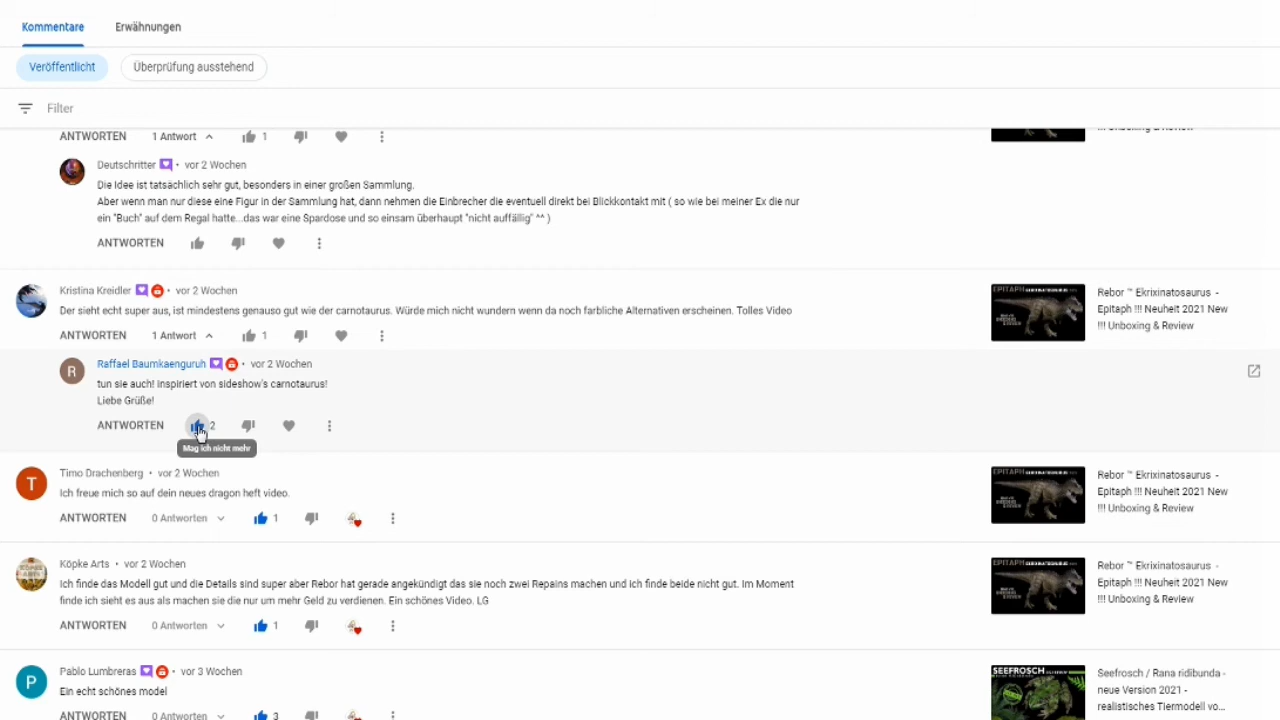 Kommentare
Erwähnungen
Veröffentlicht
Überprüfung ausstehend
Filter
ANTWORTEN 1 Antwort 1
!!! Unboxing & Review
Deutschritter • vor 2 Wochen
Die Idee ist tatsächlich sehr gut, besonders in einer großen Sammlung.
Aber wenn man nur diese eine Figur in der Sammlung hat, dann nehmen die Einbrecher die eventuell direkt bei Blickkontakt mit ( so wie bei meiner Ex die nur
ein "Buch" auf dem Regal hatte...das war eine Spardose und so einsam überhaupt "nicht auffällig" ^^ )
ANTWORTEN
Kristina Kreidler • vor 2 Wochen
Der sieht echt super aus, ist mindestens genauso gut wie der carnotaurus. Würde mich nicht wundern wenn da noch farbliche Alternativen erscheinen. Tolles Video
ANTWORTEN 1 Antwort 1
EPITAPH
Rebor ™ Ekrixinatosaurus -
Epitaph !!! Neuheit 2021 New
!!! Unboxing & Review
R
Raffael Baumkaenguruh • vor 2 Wochen
tun sie auch! Inspiriert von sideshow's carnotaurus!
Liebe Grüße!
ANTWORTEN 2
Mag ich nicht mehr
T
Timo Drachenberg • vor 2 Wochen
Ich freue mich so auf dein neues dragon heft video.
ANTWORTEN 0 Antworten 1
EPITAPH
Rebor ™ Ekrixinatosaurus -
Epitaph !!! Neuheit 2021 New
!!! Unboxing & Review
KÖPKE ARTS
Köpke Arts • vor 2 Wochen
Ich finde das Modell gut und die Details sind super aber Rebor hat gerade angekündigt das sie noch zwei Repains machen und ich finde beide nicht gut. Im Moment
finde ich sieht es aus als machen sie die nur um mehr Geld zu verdienen. Ein schönes Video. LG
ANTWORTEN 0 Antworten 1
EPITAPH
Rebor ™ Ekrixinatosaurus -
Epitaph !!! Neuheit 2021 New
!!! Unboxing & Review
P
Pablo Lumbreras • vor 3 Wochen
Ein echt schönes model
ANTWORTEN 0 Antworten 3
SEEFROSCH
Seefrosch / Rana ridibunda -
neue Version 2021 -
realistisches Tiermodell vo...